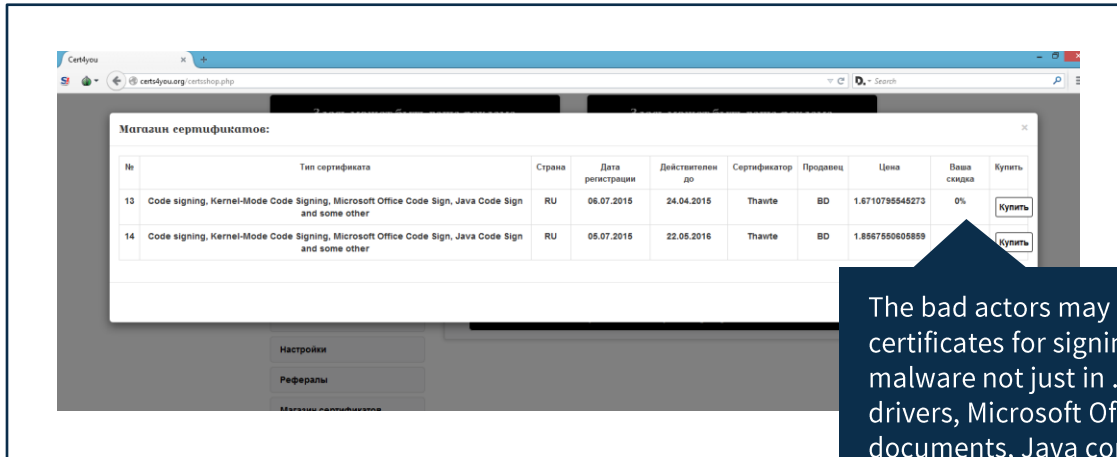 Cert4you
certs4you.org/certsshop.php
Search
Магазин сертификатов:
№ Тип сертификата Страна Дата регистрации Действителен до Сертификатор Продавец Цена Ваша скидка Купить
13 Code signing, Kernel-Mode Code Signing, Microsoft Office Code Sign, Java Code Sign and some other RU 06.07.2015 24.04.2015 Thawte BD 1.6710795545273 0% Купить
14 Code signing, Kernel-Mode Code Signing, Microsoft Office Code Sign, Java Code Sign and some other RU 05.07.2015 22.05.2016 Thawte BD 1.8567550605859 Купить
Настройки
Рефералы
Магазин сертификатов
The bad actors may
certificates for
malware not just in .
drivers, Microsoft
documents, Java